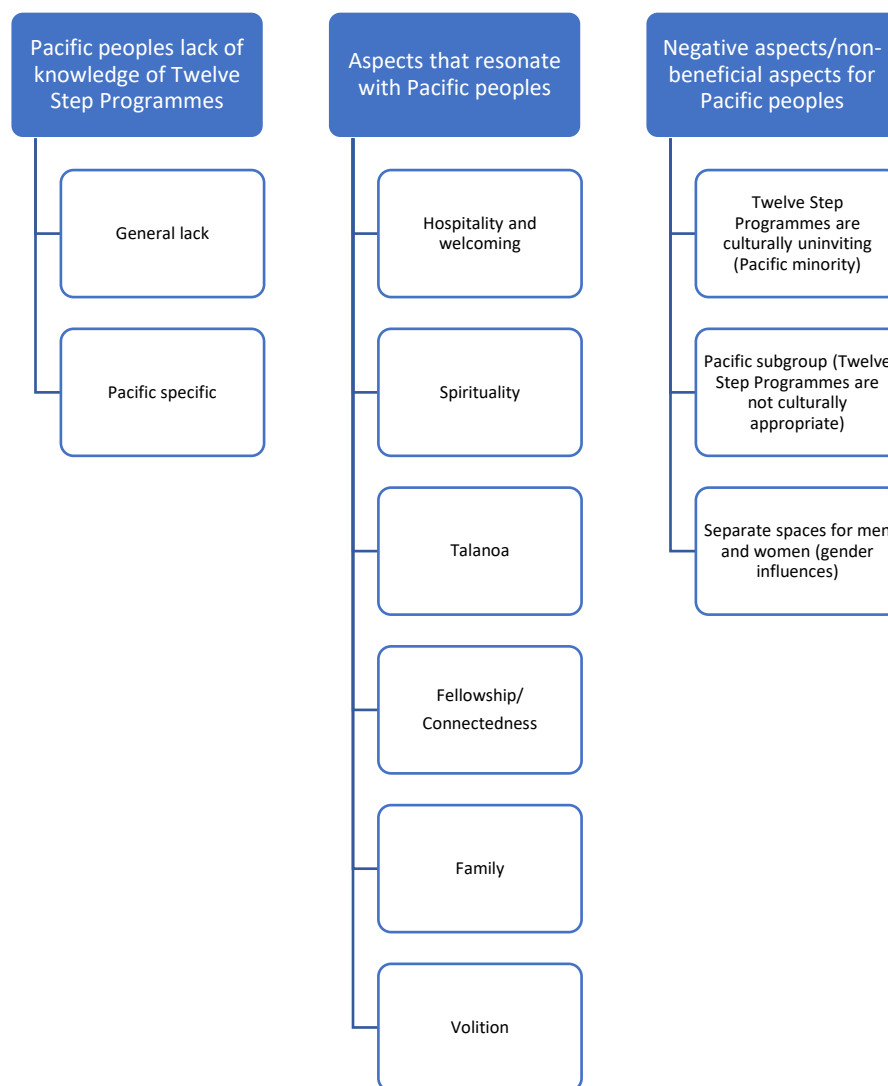 Pacific peoples lack of
knowledge of Twelve
Step Programmes
General lack
Pacific specific
Aspects that resonate
with Pacific peoples
Hospitality and
welcoming
Spirituality
Talanoa
Fellowship/
Connectedness
Family
Volition
Negative aspects/non-
beneficial aspects for
Pacific peoples
Twelve Step
Programmes are
culturally uninviting
(Pacific minority)
Pacific subgroup (Twelve
Step Programmes are
not culturally
appropriate)
Separate spaces for men
and women (gender
influences)